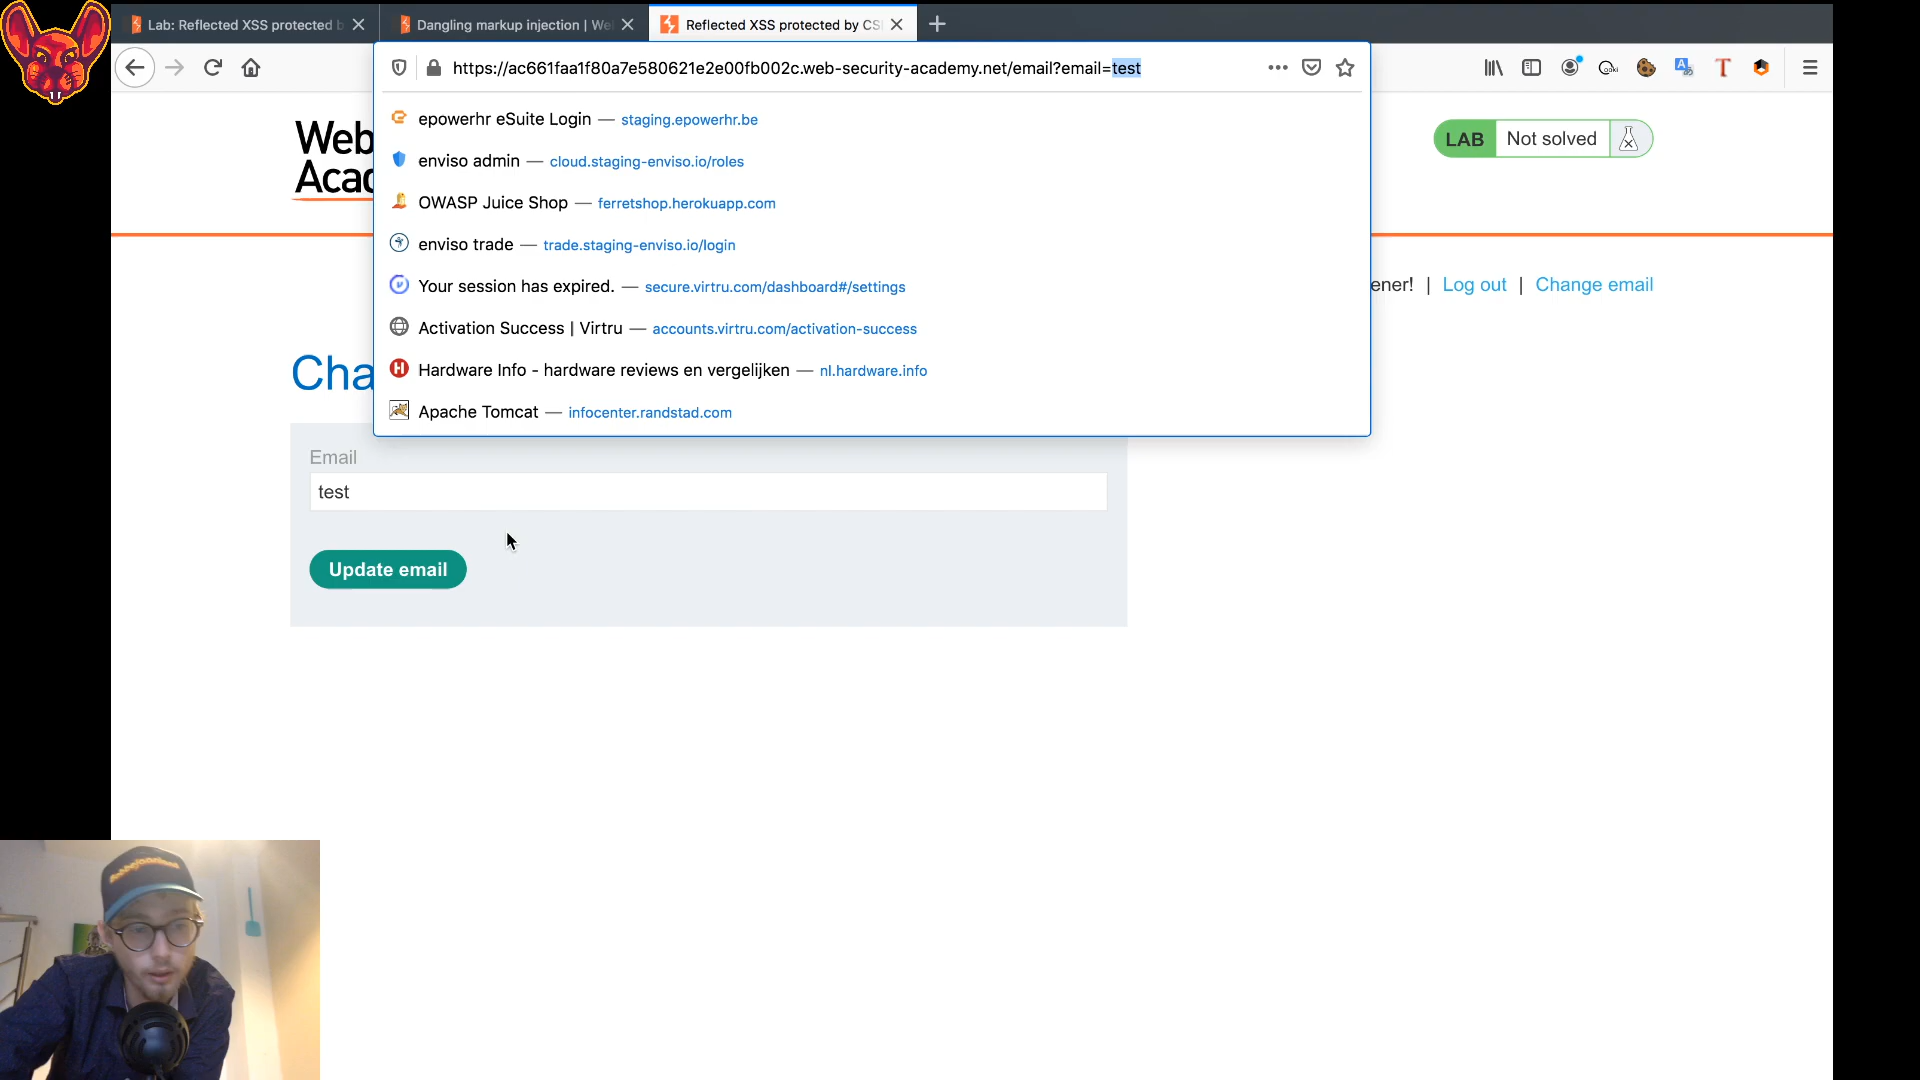 Lab: Reflected XSS protected b
Dangling markup injection | We
Reflected XSS protected by CS
https://ac661faa1f80a7e580621e2e00fb002c.web-security-academy.net/email?email=test
epowerhr eSuite Login — staging.epowerhr.be
enviso admin — cloud.staging-enviso.io/roles
OWASP Juice Shop — ferretshop.herokuapp.com
enviso trade — trade.staging-enviso.io/login
Your session has expired. — secure.virtru.com/dashboard#/settings
Activation Success | Virtru — accounts.virtru.com/activation-success
Hardware Info - hardware reviews en vergelijken — nl.hardware.info
Apache Tomcat — infocenter.randstad.com
Web
Acad
LAB Not solved
ener! | Log out | Change email
Cha
Email
test
Update email